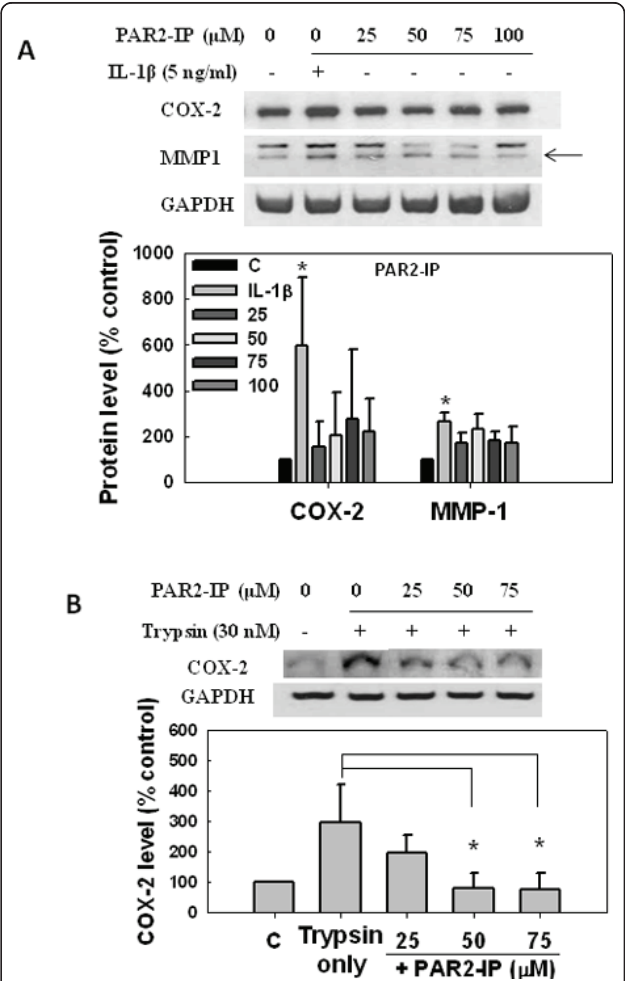 A
PAR2-IP (μM) 0 0 25 50 75 100
IL-1β (5 ng/ml) - + - - - -
COX-2
MMP1
GAPDH
1000
800
600
400
200
0
Protein level (% control)
PAR2-IP
C
IL-1β
25
50
75
100
COX-2 MMP-1
B
PAR2-IP (μM) 0 0 25 50 75
Trypsin (30 nM) - + + + +
COX-2
GAPDH
600
500
400
300
200
100
0
COX-2 level (% control)
* *
C Trypsin only 25 50 75
+ PAR2-IP (μM)